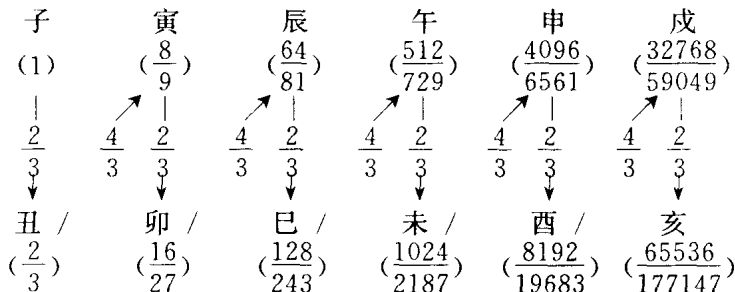 子 寅 辰 午 申 戌
(1) (8/9) (64/81) (512/729) (4096/6561) (32768/59049)
2/3 4/3 2/3 4/3 2/3 4/3 2/3 4/3 2/3 4/3 2/3
丑 / 卯 / 巳 / 未 / 酉 / 亥
(2/3) (16/27) (128/243) (1024/2187) (8192/19683) (65536/177147)